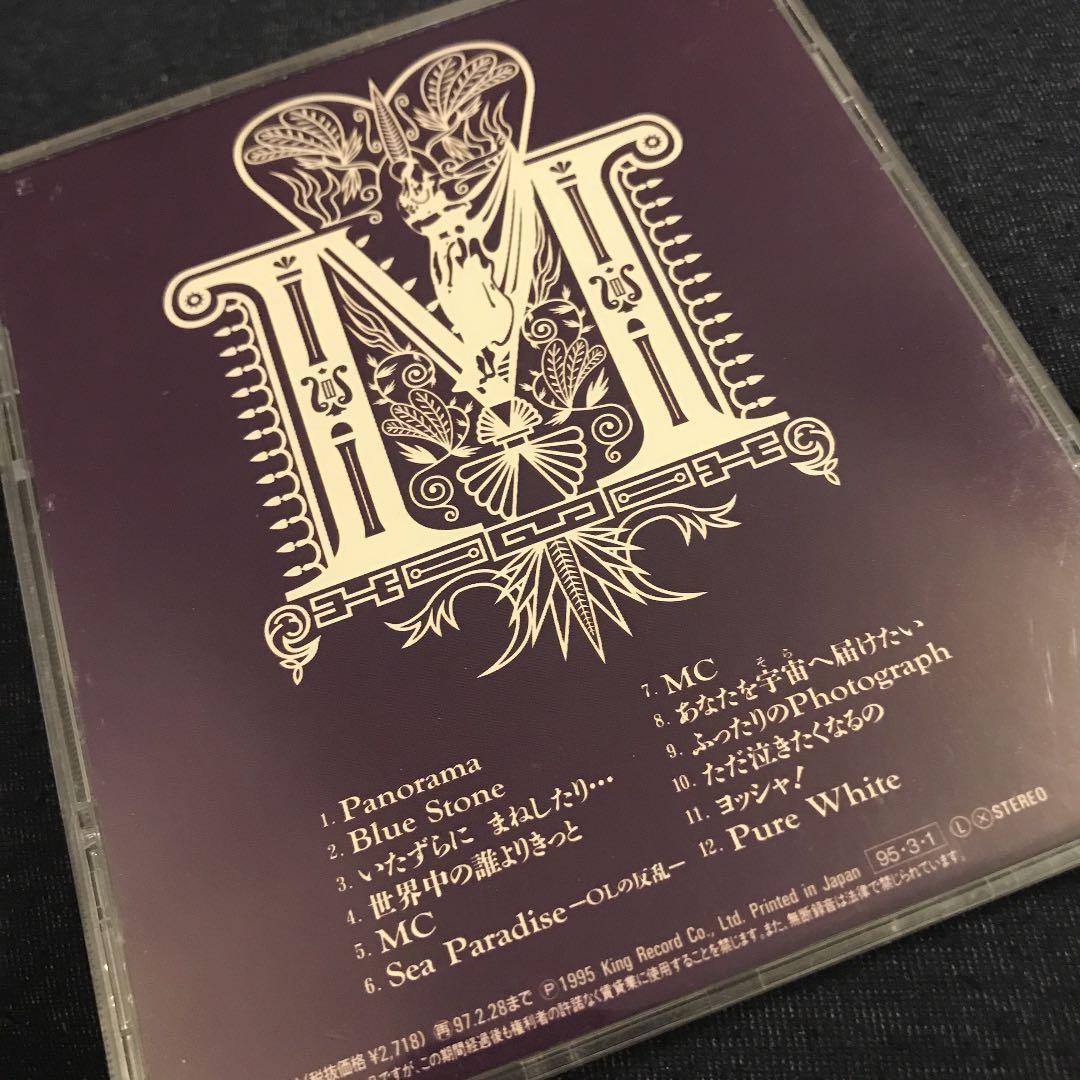 1. Panorama
2. Blue Stone
3. いたずらに まねしたり…
4. 世界中の誰よりきっと
5. MC
6. Sea Paradise—OLの反乱—
7. MC
8. あなたを宇宙へ届けたい
そら
9. ふったりのPhotograph
10. ただ泣きたくなるの
11. ヨッシャ!
12. Pure White
95・3・1 Ⓛ Ⓧ STEREO
(税抜価格¥2,718) 再 97.2.28まで Ⓟ 1995 King Record Co., Ltd. Printed in Japan
ですが、この期間経過後も権利者の許諾なく賃貸業に使用することを禁じます。また、無断録音は法律で禁じられています。